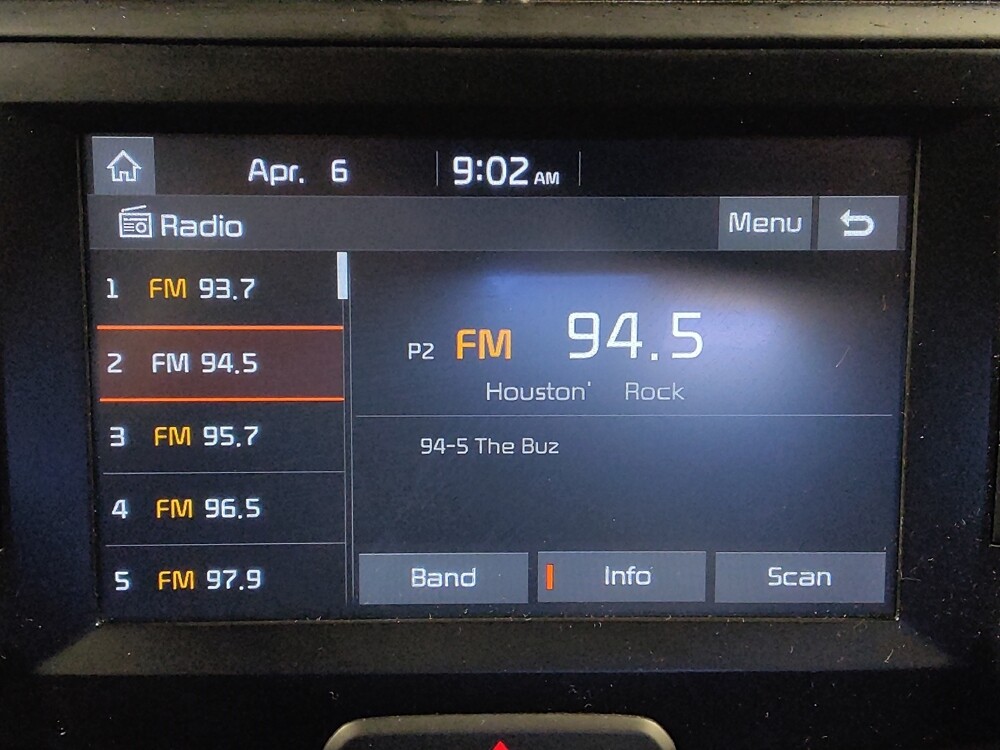 Apr. 6 9:02 AM
Radio Menu
1 FM 93.7
2 FM 94.5
3 FM 95.7
4 FM 96.5
5 FM 97.9
P2 FM 94.5
Houston' Rock
94-5 The Buz
Band Info Scan